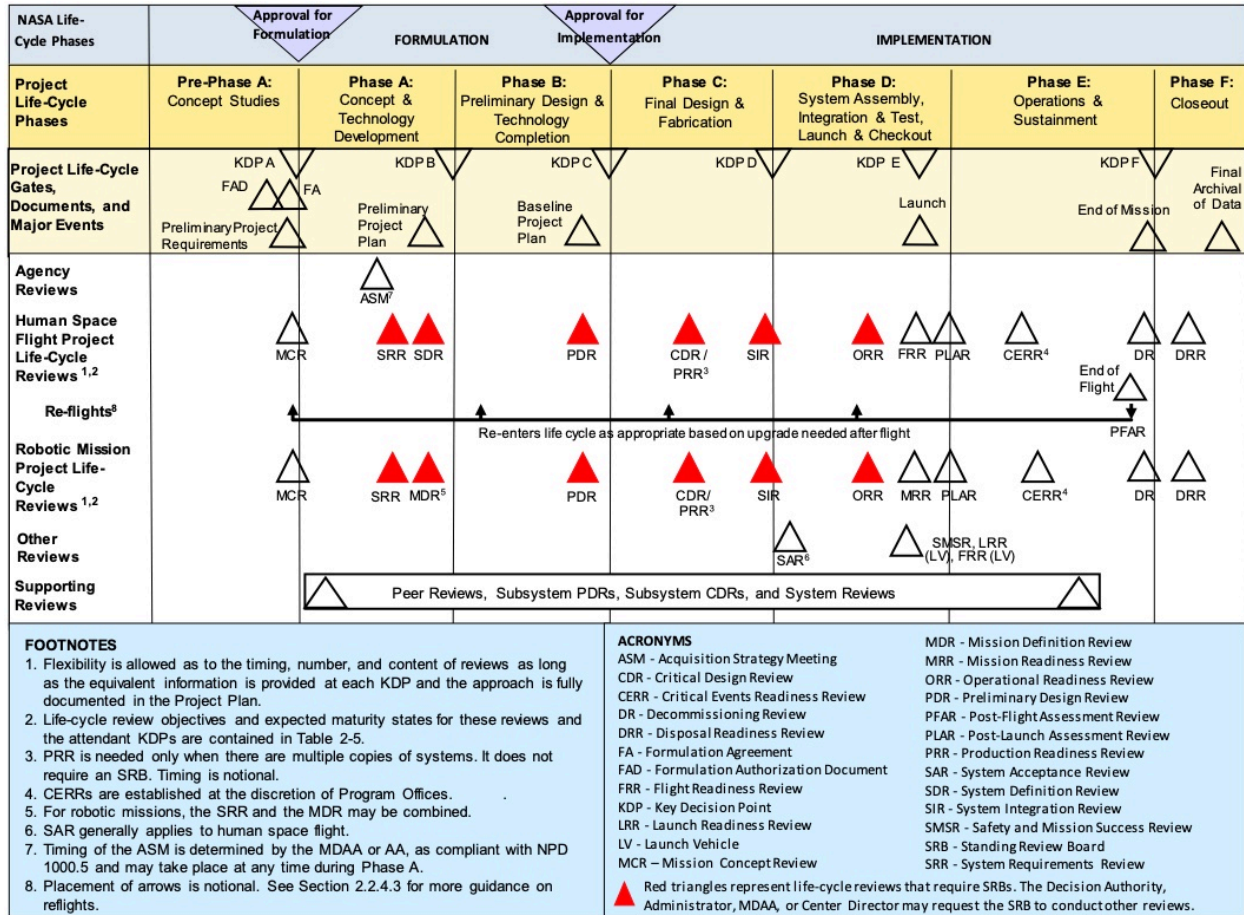 NASA Life-
Cycle Phases
Approval for
Formulation
FORMULATION
Approval for
Implementation
IMPLEMENTATION
Project
Life-Cycle
Phases
Pre-Phase A:
Concept Studies
Phase A:
Concept &
Technology
Development
Phase B:
Preliminary Design &
Technology
Completion
Phase C:
Final Design &
Fabrication
Phase D:
System Assembly,
Integration & Test,
Launch & Checkout
Phase E:
Operations &
Sustainment
Phase F:
Closeout
Project Life-Cycle
Gates,
Documents, and
Major Events
KDP A
KDP B
KDP C
KDP D
KDP E
KDP F
FAD
FA
Preliminary Project
Requirements
Preliminary
Project
Plan
Baseline
Project
Plan
Launch
End of Mission
Final
Archival
of Data
Agency
Reviews
ASM7
Human Space
Flight Project
Life-Cycle
Reviews 1,2
MCR
SRR
SDR
PDR
CDR /
PRR3
SIR
ORR
FRR
PLAR
CERR4
DR
DRR
End of
Flight
Re-flights8
Re-enters life cycle as appropriate based on upgrade needed after flight
PFAR
Robotic Mission
Project Life-
Cycle
Reviews 1,2
MCR
SRR
MDR5
PDR
CDR/
PRR3
SIR
ORR
MRR
PLAR
CERR4
DR
DRR
Other
Reviews
SAR6
SMSR, LRR
(LV), FRR (LV)
Supporting
Reviews
Peer Reviews, Subsystem PDRs, Subsystem CDRs, and System Reviews
FOOTNOTES
1. Flexibility is allowed as to the timing, number, and content of reviews as long
as the equivalent information is provided at each KDP and the approach is fully
documented in the Project Plan.
2. Life-cycle review objectives and expected maturity states for these reviews and
the attendant KDPs are contained in Table 2-5.
3. PRR is needed only when there are multiple copies of systems. It does not
require an SRB. Timing is notional.
4. CERRs are established at the discretion of Program Offices. .
5. For robotic missions, the SRR and the MDR may be combined.
6. SAR generally applies to human space flight.
7. Timing of the ASM is determined by the MDAA or AA, as compliant with NPD
1000.5 and may take place at any time during Phase A.
8. Placement of arrows is notional. See Section 2.2.4.3 for more guidance on
reflights.
ACRONYMS
ASM - Acquisition Strategy Meeting
CDR - Critical Design Review
CERR - Critical Events Readiness Review
DR - Decommissioning Review
DRR - Disposal Readiness Review
FA - Formulation Agreement
FAD - Formulation Authorization Document
FRR - Flight Readiness Review
KDP - Key Decision Point
LRR - Launch Readiness Review
LV - Launch Vehicle
MCR – Mission Concept Review
MDR - Mission Definition Review
MRR - Mission Readiness Review
ORR - Operational Readiness Review
PDR - Preliminary Design Review
PFAR - Post-Flight Assessment Review
PLAR - Post-Launch Assessment Review
PRR - Production Readiness Review
SAR - System Acceptance Review
SDR - System Definition Review
SIR - System Integration Review
SMSR - Safety and Mission Success Review
SRB - Standing Review Board
SRR - System Requirements Review
Red triangles represent life-cycle reviews that require SRBs. The Decision Authority,
Administrator, MDAA, or Center Director may request the SRB to conduct other reviews.